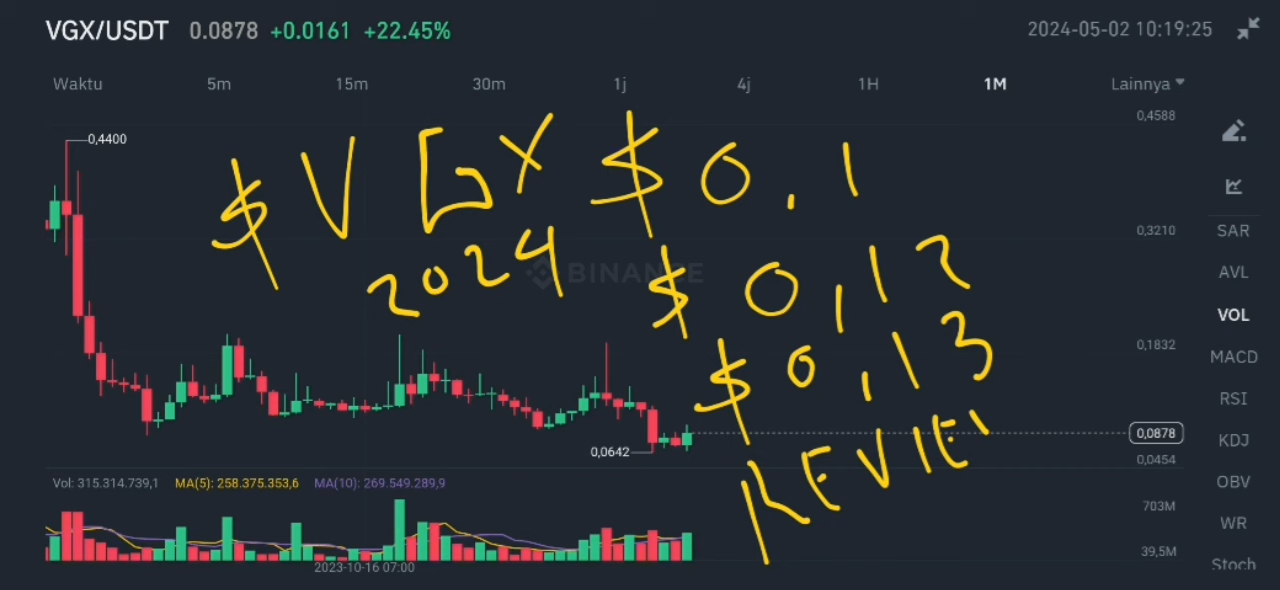 VGX/USDT 0.0878 +0.0161 +22.45% 2024-05-02 10:19:25
Waktu 5m 15m 30m 1j 4j 1H 1M Lainnya
0,4588
0,4400
$VGX $0.1
SAR
0,3210
2024 $0,12
BINANCE
AVL
VOL
0,1832
MACD
$0,13
RSI
0,0878
KDJ
0,0642
0,0454
OBV
Vol: 315.314.739,1 MA(5): 258.375.353,6 MA(10): 269.549.289,9
703M
WR
39,5M
Stoch
2023-10-16 07:00